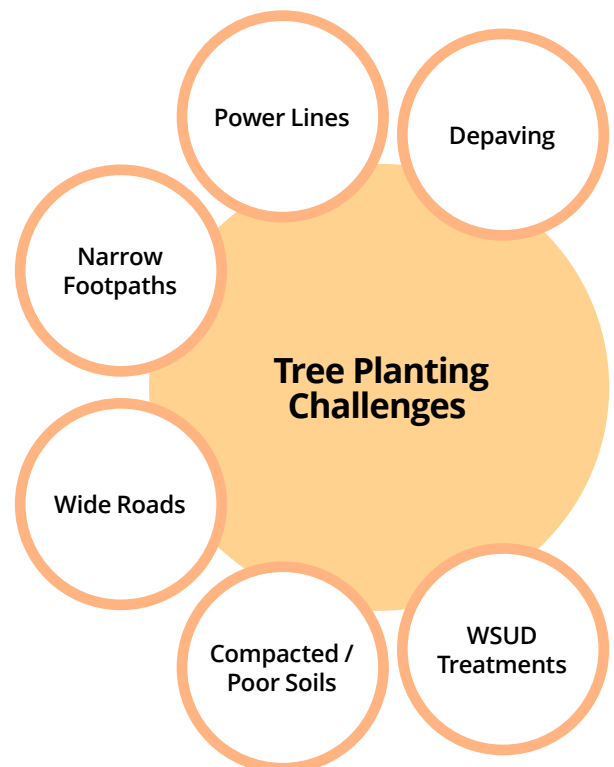 Power Lines
Depaving
Narrow
Footpaths
Tree Planting
Challenges
Wide Roads
Compacted /
Poor Soils
WSUD
Treatments